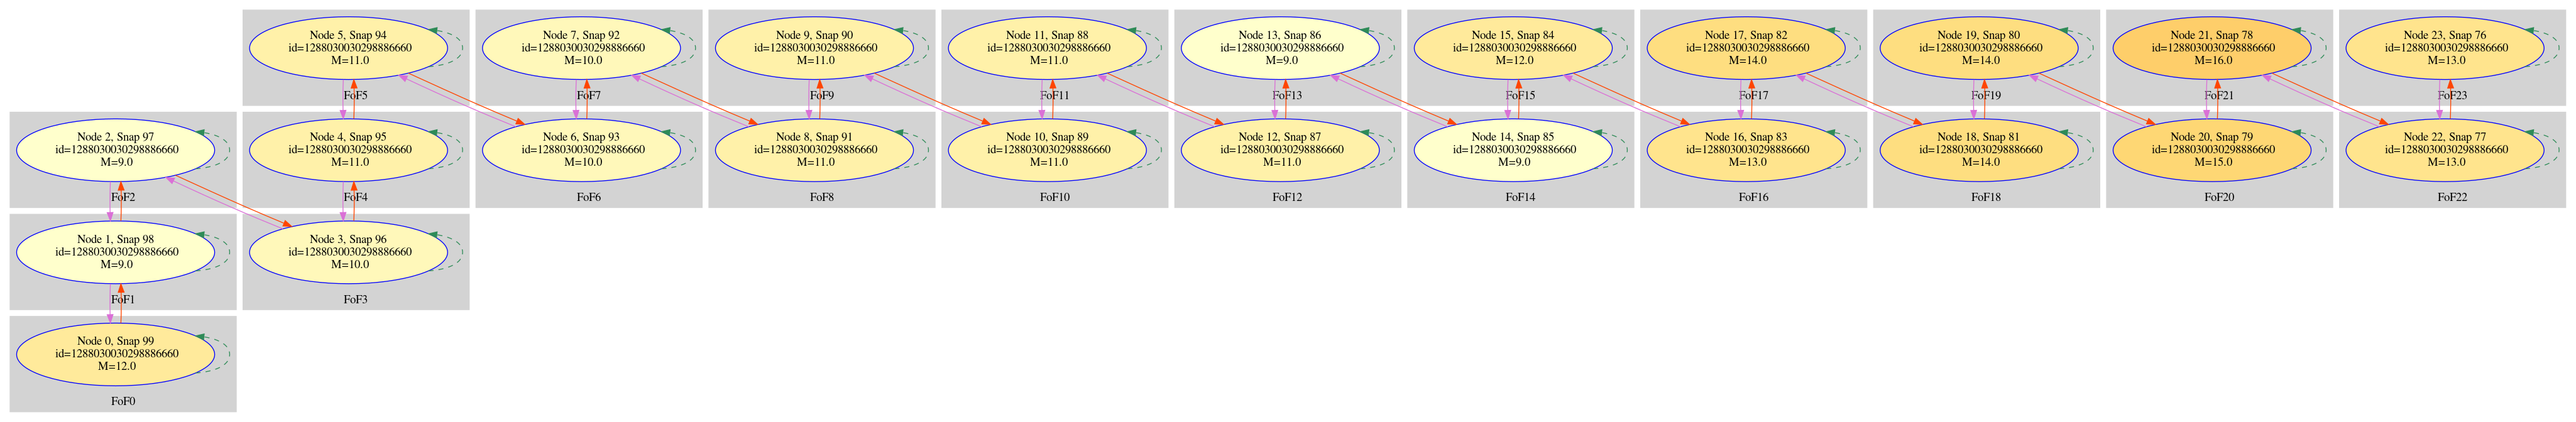 Node 5, Snap 94
id=1288030030298886660
M=11.0
FoF5
Node 7, Snap 92
id=1288030030298886660
M=10.0
FoF7
Node 9, Snap 90
id=1288030030298886660
M=11.0
FoF9
Node 11, Snap 88
id=1288030030298886660
M=11.0
FoF11
Node 13, Snap 86
id=1288030030298886660
M=9.0
FoF13
Node 15, Snap 84
id=1288030030298886660
M=12.0
FoF15
Node 17, Snap 82
id=1288030030298886660
M=14.0
FoF17
Node 19, Snap 80
id=1288030030298886660
M=14.0
FoF19
Node 21, Snap 78
id=1288030030298886660
M=16.0
FoF21
Node 23, Snap 76
id=1288030030298886660
M=13.0
FoF23
Node 2, Snap 97
id=1288030030298886660
M=9.0
FoF2
Node 4, Snap 95
id=1288030030298886660
M=11.0
FoF4
Node 6, Snap 93
id=1288030030298886660
M=10.0
FoF6
Node 8, Snap 91
id=1288030030298886660
M=11.0
FoF8
Node 10, Snap 89
id=1288030030298886660
M=11.0
FoF10
Node 12, Snap 87
id=1288030030298886660
M=11.0
FoF12
Node 14, Snap 85
id=1288030030298886660
M=9.0
FoF14
Node 16, Snap 83
id=1288030030298886660
M=13.0
FoF16
Node 18, Snap 81
id=1288030030298886660
M=14.0
FoF18
Node 20, Snap 79
id=1288030030298886660
M=15.0
FoF20
Node 22, Snap 77
id=1288030030298886660
M=13.0
FoF22
Node 1, Snap 98
id=1288030030298886660
M=9.0
FoF1
Node 3, Snap 96
id=1288030030298886660
M=10.0
FoF3
Node 0, Snap 99
id=1288030030298886660
M=12.0
FoF0